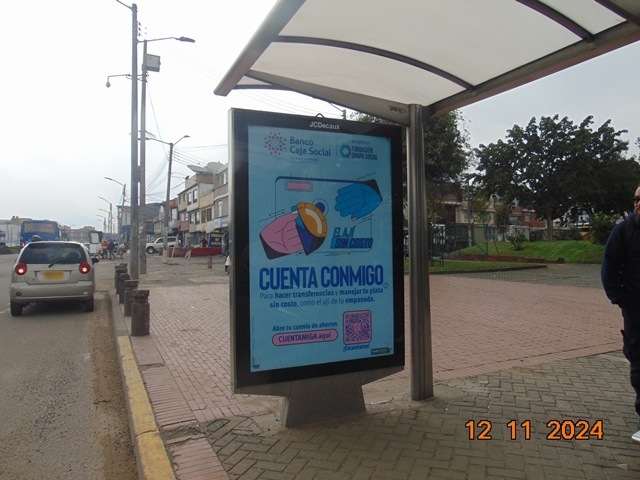 JCDecaux
Banco
Caja Social
FUNDACIÓN
GRUPO SOCIAL
EL AJÍ
SIN COSTO
CUENTA CONMIGO
Para hacer transferencias y manejar tu plata
sin costo, como el ají de tu empanada.
Abre tu cuenta de ahorros
CUENTAMIGA aquí
¡Escanéame!
12 11 2024